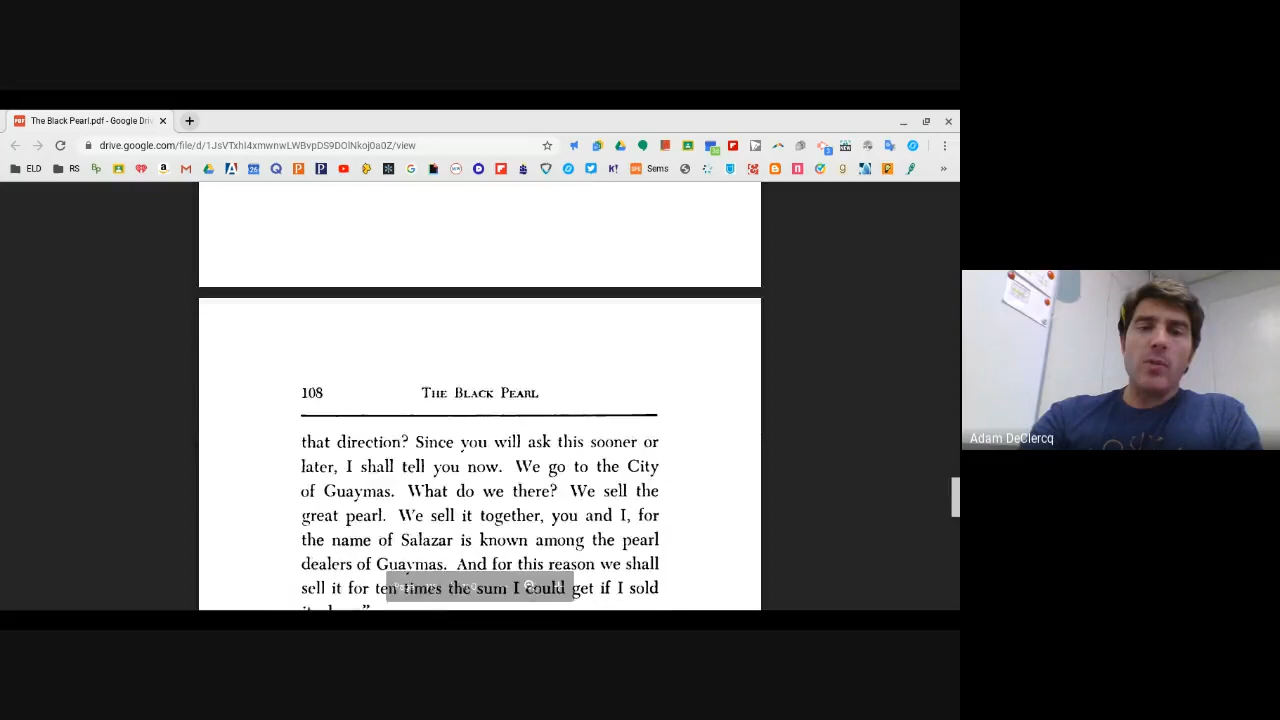 The Black Pearl.pdf - Google Driv
drive.google.com/file/d/1JsVTxhI4xmwnwLWBvpDS9DOlNkoj0a0Z/view
ELD
RS
Sems
108 THE BLACK PEARL
that direction? Since you will ask this sooner or
later, I shall tell you now. We go to the City
of Guaymas. What do we there? We sell the
great pearl. We sell it together, you and I, for
the name of Salazar is known among the pearl
dealers of Guaymas. And for this reason we shall
sell it for ten times the sum I could get if I sold
Adam DeClercq